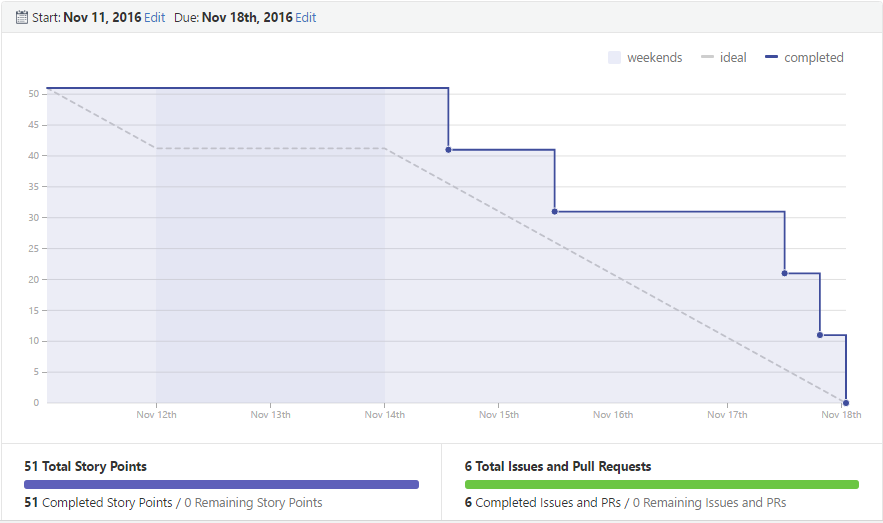 Start: Nov 11, 2016 Edit Due: Nov 18th, 2016 Edit
weekends ideal completed
50
45
40
35
30
25
20
15
10
5
0
Nov 12th Nov 13th Nov 14th Nov 15th Nov 16th Nov 17th Nov 18th
51 Total Story Points
51 Completed Story Points / 0 Remaining Story Points
6 Total Issues and Pull Requests
6 Completed Issues and PRs / 0 Remaining Issues and PRs